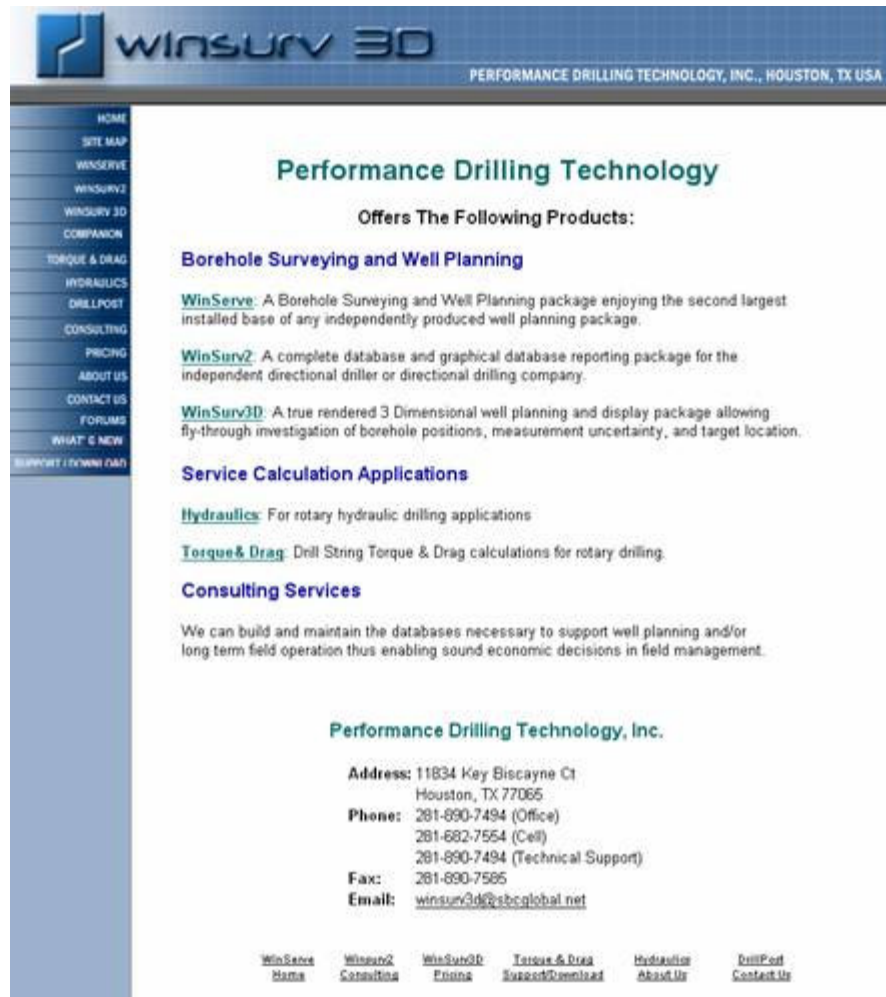 winsurv 3D
PERFORMANCE DRILLING TECHNOLOGY, INC., HOUSTON, TX USA
HOME
SITE MAP
WINSERVE
WINSURV2
WINSURV 3D
COMPANION
TORQUE & DRAG
HYDRAULICS
DRILLPOST
CONSULTING
PRICING
ABOUT US
CONTACT US
FORUMS
WHAT' S NEW
SUPPORT / DOWNLOAD
Performance Drilling Technology
Offers The Following Products:
Borehole Surveying and Well Planning
WinServe: A Borehole Surveying and Well Planning package enjoying the second largest
installed base of any independently produced well planning package.
WinSurv2: A complete database and graphical database reporting package for the
independent directional driller or directional drilling company.
WinSurv3D: A true rendered 3 Dimensional well planning and display package allowing
fly-through investigation of borehole positions, measurement uncertainty, and target location.
Service Calculation Applications
Hydraulics: For rotary hydraulic drilling applications
Torque& Drag: Drill String Torque & Drag calculations for rotary drilling.
Consulting Services
We can build and maintain the databases necessary to support well planning and/or
long term field operation thus enabling sound economic decisions in field management.
Performance Drilling Technology, Inc.
Address: 11834 Key Biscayne Ct
Houston, TX 77065
Phone: 281-890-7494 (Office)
281-682-7554 (Cell)
281-890-7494 (Technical Support)
Fax: 281-890-7585
Email: winsurv3d@sbcglobal.net
WinServe Winsurv2 WinSurv3D Torque & Drag Hydraulics DrillPost
Home Consulting Pricing Support/Download About Us Contact Us